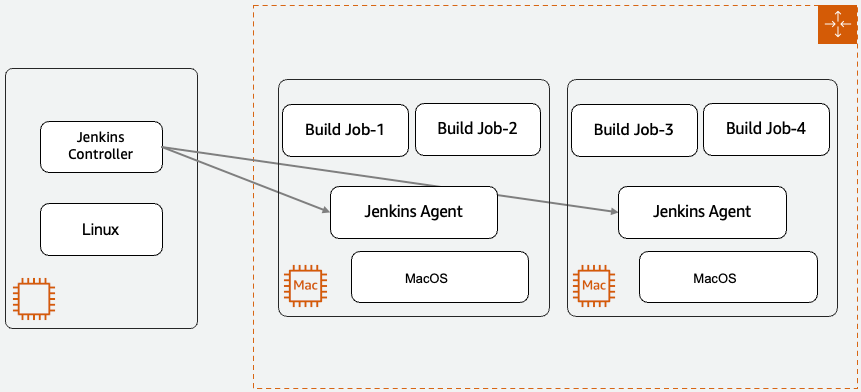 Jenkins
Controller
Linux
Build Job-1
Build Job-2
Jenkins Agent
MacOS
Mac
Build Job-3
Build Job-4
Jenkins Agent
MacOS
Mac